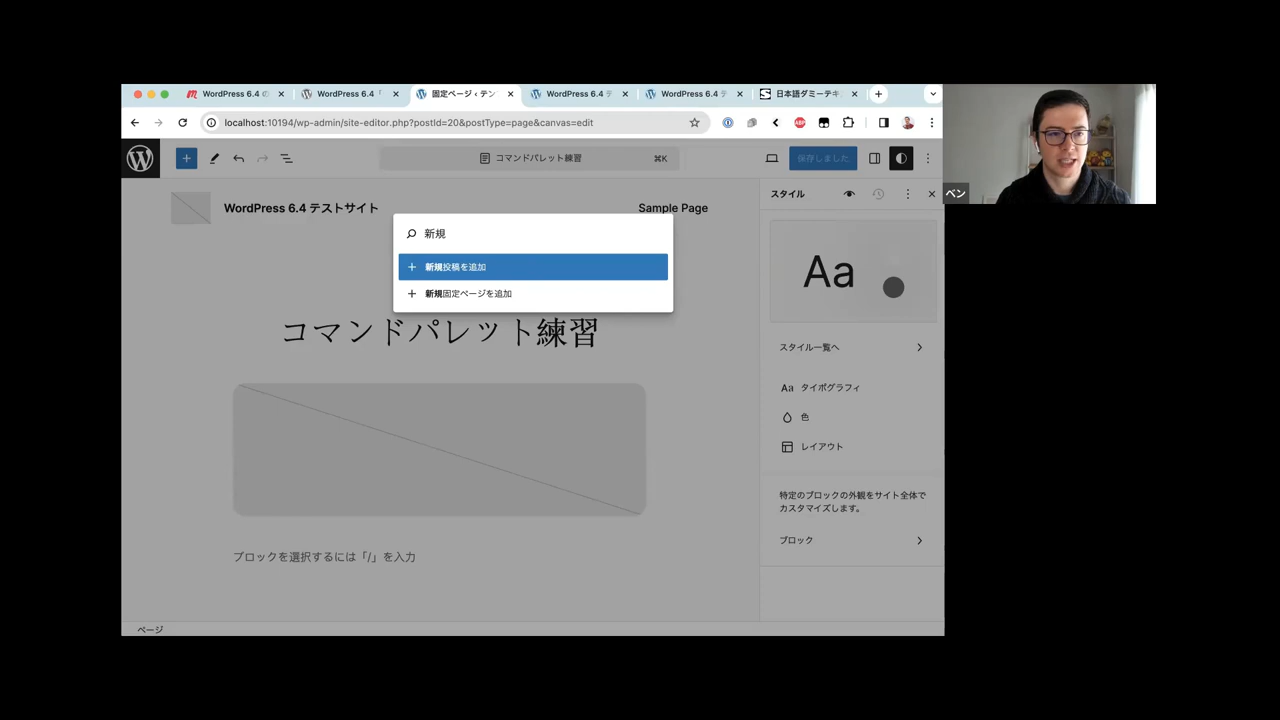 WordPress 6.4 の
WordPress 6.4 「
固定ページ ‹ テン
WordPress 6.4 テ
WordPress 6.4 テ
日本語ダミーテキ
localhost:10194/wp-admin/site-editor.php?postId=20&postType=page&canvas=edit
ABP
コマンドパレット練習
⌘K
保存しました
ベン
スタイル
WordPress 6.4 テストサイト
Sample Page
新規
新規投稿を追加
新規固定ページを追加
Aa
コマンドパレット練習
スタイル一覧へ
Aa タイポグラフィ
色
レイアウト
特定のブロックの外観をサイト全体で
カスタマイズします。
ブロック
ブロックを選択するには「/」を入力
ページ